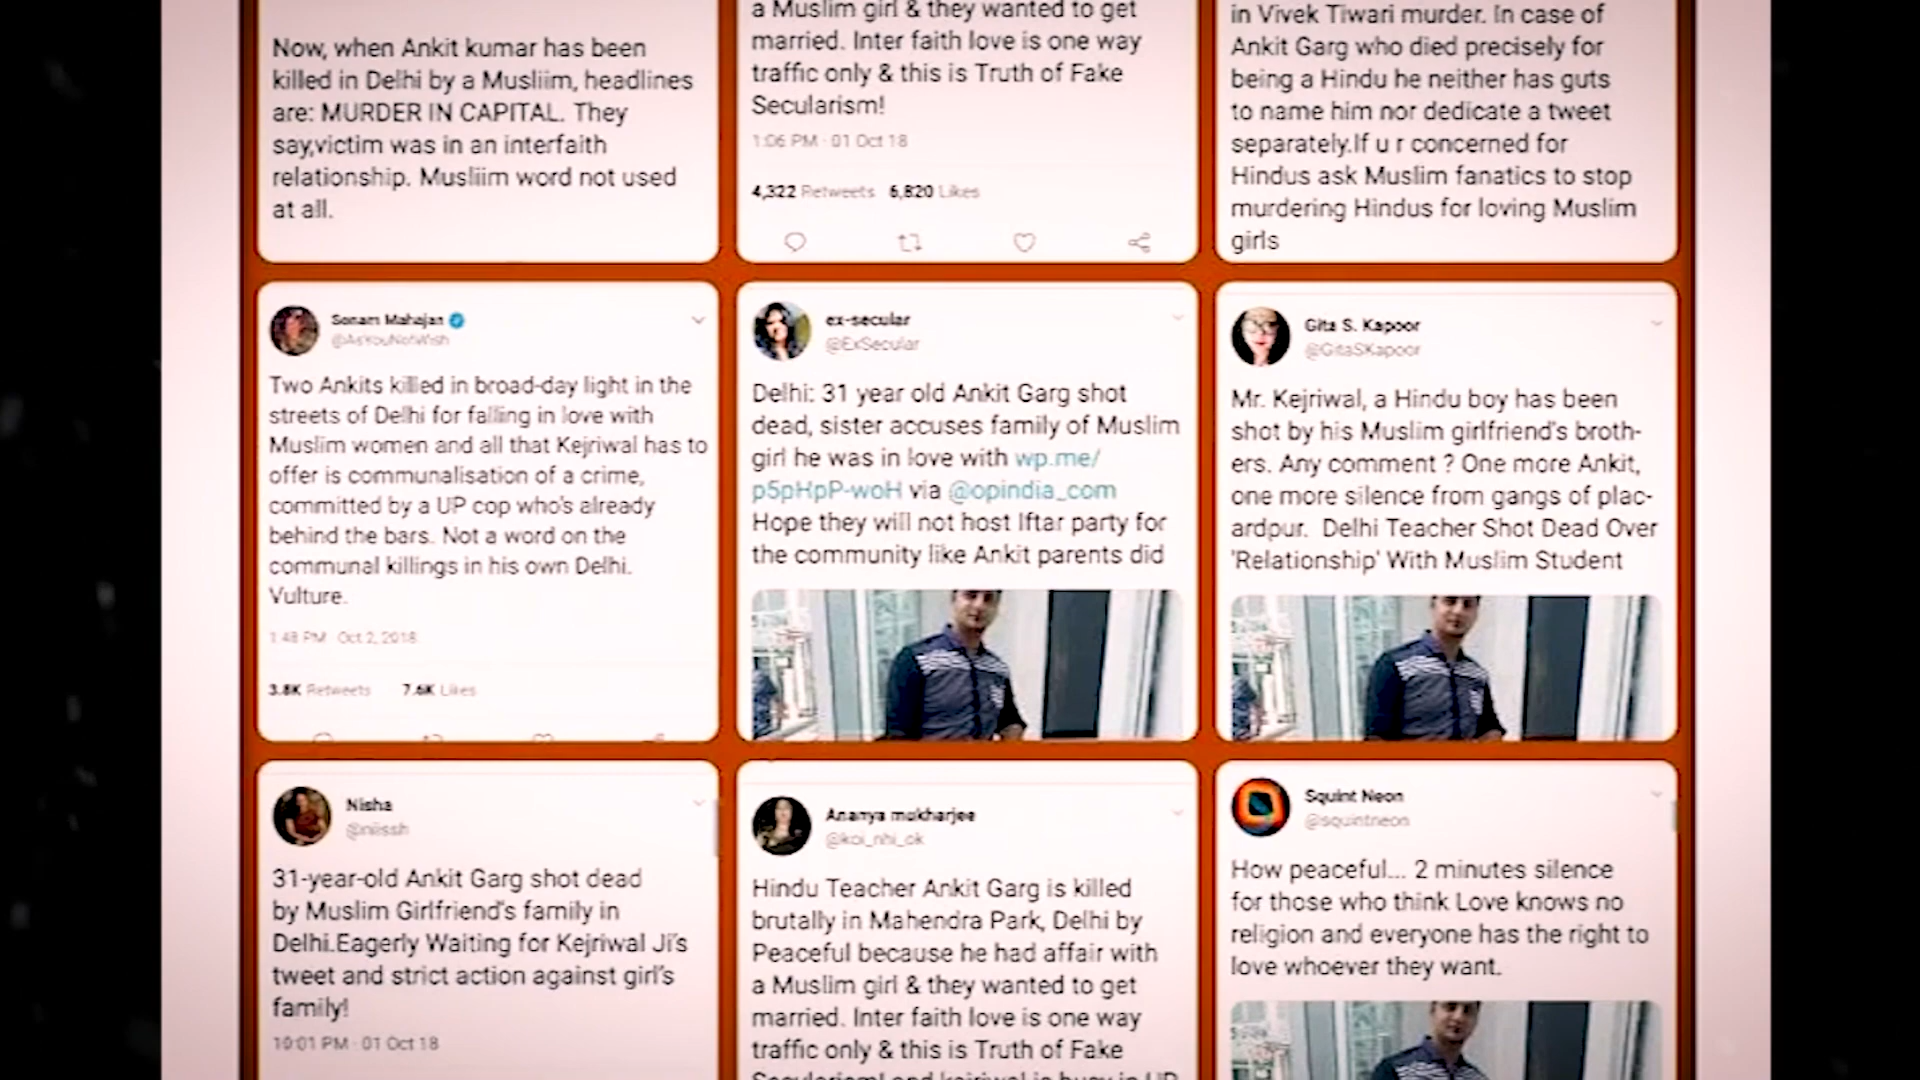 Now, when Ankit kumar has been
killed in Delhi by a Musliim, headlines
are: MURDER IN CAPITAL. They
say,victim was in an interfaith
relationship. Musliim word not used
at all.
a Muslim girl & they wanted to get
married. Inter faith love is one way
traffic only & this is Truth of Fake
Secularism!
1:06 PM · 01 Oct 18
4,322 Retweets 6,820 Likes
in Vivek Tiwari murder. In case of
Ankit Garg who died precisely for
being a Hindu he neither has guts
to name him nor dedicate a tweet
separately.If u r concerned for
Hindus ask Muslim fanatics to stop
murdering Hindus for loving Muslim
girls
Sonam Mahajan
@AsYouNotWish
Two Ankits killed in broad-day light in the
streets of Delhi for falling in love with
Muslim women and all that Kejriwal has to
offer is communalisation of a crime,
committed by a UP cop who's already
behind the bars. Not a word on the
communal killings in his own Delhi.
Vulture.
1:48 PM · Oct 2, 2018
3.8K Retweets 7.6K Likes
ex-secular
@ExSecular
Delhi: 31 year old Ankit Garg shot
dead, sister accuses family of Muslim
girl he was in love with wp.me/
p5pHpP-woH via @opindia_com
Hope they will not host Iftar party for
the community like Ankit parents did
Gita S. Kapoor
@GitaSKapoor
Mr. Kejriwal, a Hindu boy has been
shot by his Muslim girlfriend's broth-
ers. Any comment ? One more Ankit,
one more silence from gangs of plac-
ardpur. Delhi Teacher Shot Dead Over
'Relationship' With Muslim Student
Nisha
@niissh
31-year-old Ankit Garg shot dead
by Muslim Girlfriend's family in
Delhi.Eagerly Waiting for Kejriwal Ji's
tweet and strict action against girl's
family!
10:01 PM · 01 Oct 18
Ananya mukharjee
@koi_nhi_ok
Hindu Teacher Ankit Garg is killed
brutally in Mahendra Park, Delhi by
Peaceful because he had affair with
a Muslim girl & they wanted to get
married. Inter faith love is one way
traffic only & this is Truth of Fake
Secularism! and kejriwal is busy in UP
Squint Neon
@squintneon
How peaceful... 2 minutes silence
for those who think Love knows no
religion and everyone has the right to
love whoever they want.